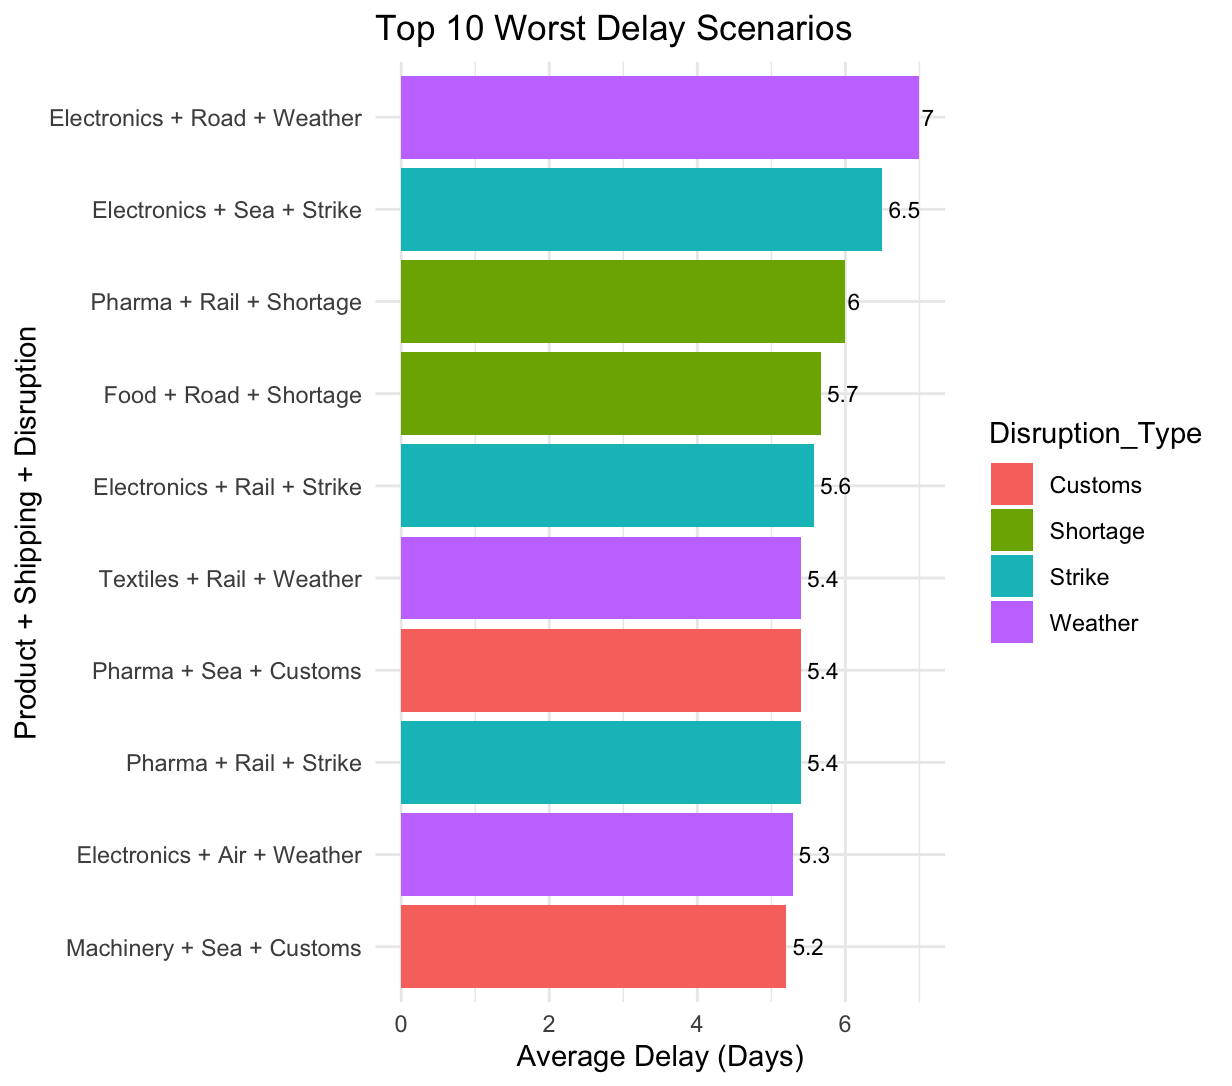 Top 10 Worst Delay Scenarios
Product + Shipping + Disruption
Electronics + Road + Weather
7
Electronics + Sea + Strike
6.5
Pharma + Rail + Shortage
6
Food + Road + Shortage
5.7
Electronics + Rail + Strike
5.6
Textiles + Rail + Weather
5.4
Pharma + Sea + Customs
5.4
Pharma + Rail + Strike
5.4
Electronics + Air + Weather
5.3
Machinery + Sea + Customs
5.2
0
2
4
6
Average Delay (Days)
Disruption_Type
Customs
Shortage
Strike
Weather